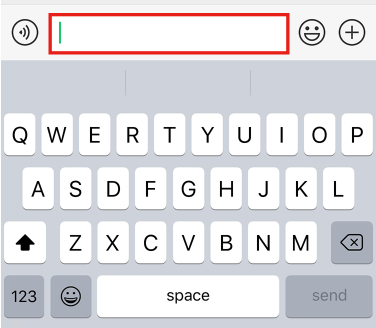 Q W E R T Y U I O P
A S D F G H J K L
Z X C V B N M
123 space send